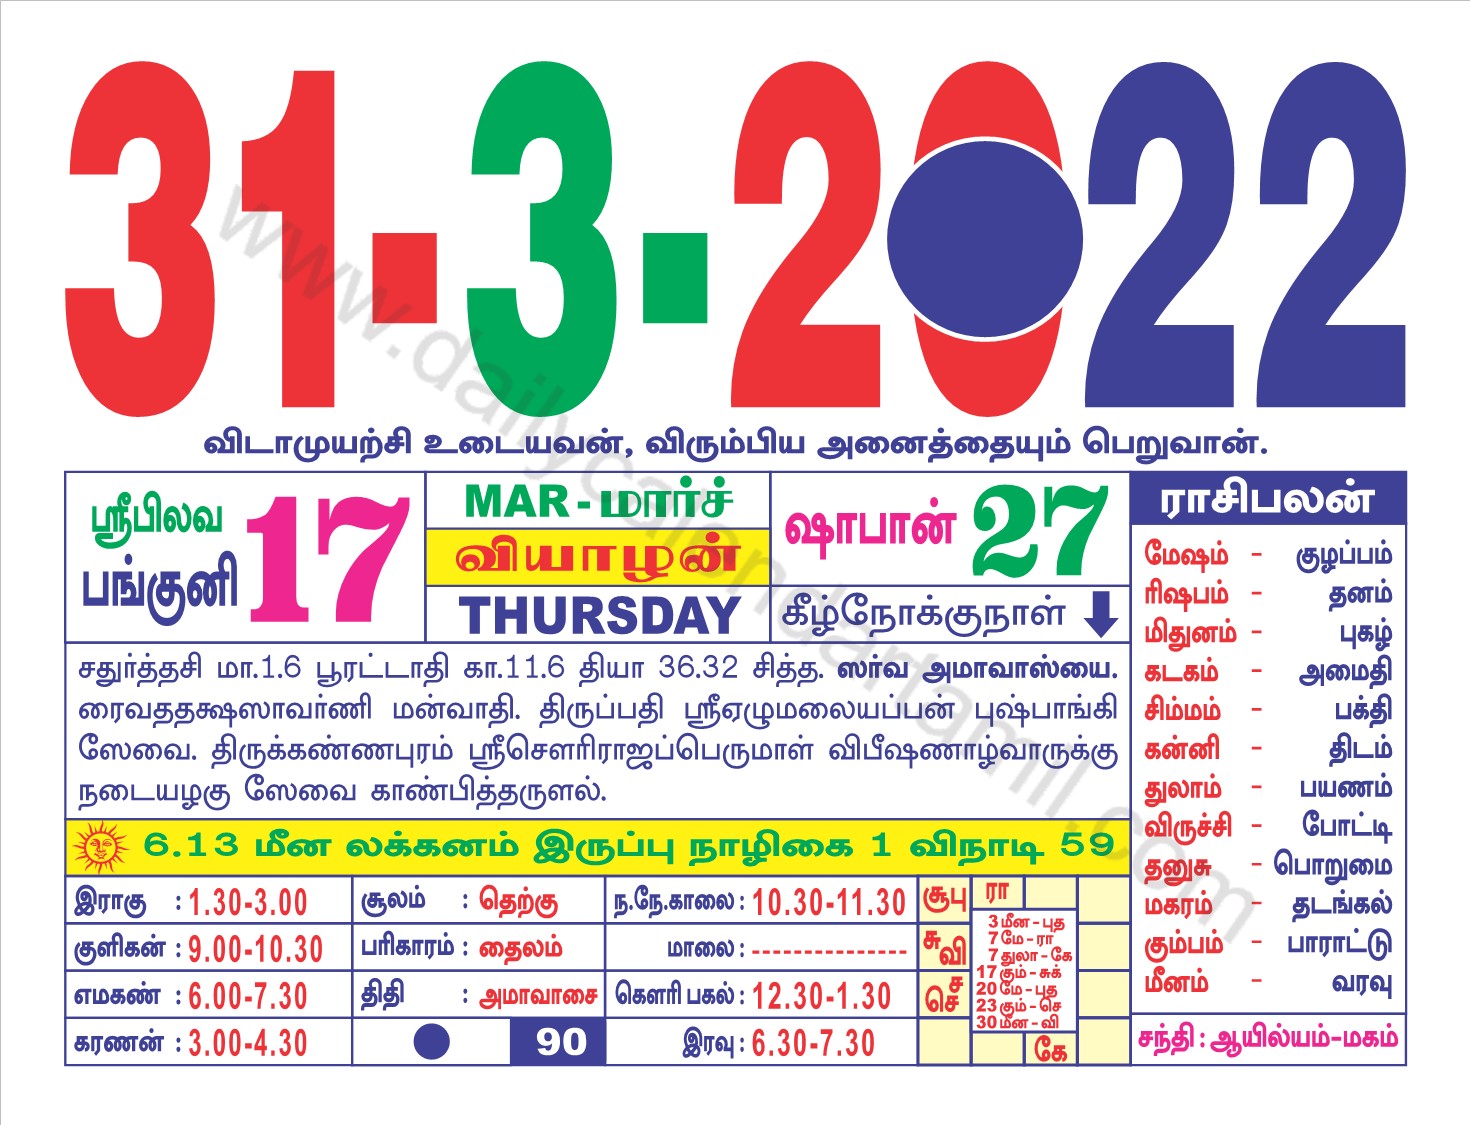 31-3-2022
விடாமுயற்சி உடையவன், விரும்பிய அனைத்தையும் பெறுவான்.
ஸ்ரீபிலவ
பங்குனி 17
MAR - மார்ச்
வியாழன்
THURSDAY
ஷாபான் 27
கீழ்நோக்குநாள்
சதுர்த்தசி மா.1.6 பூரட்டாதி கா.11.6 தியா 36.32 சித்த. ஸர்வ அமாவாஸ்யை.
ரைவததக்ஷஸாவர்ணி மன்வாதி. திருப்பதி ஸ்ரீஏழுமலையப்பன் புஷ்பாங்கி
ஸேவை. திருக்கண்ணபுரம் ஸ்ரீசௌரிராஜப்பெருமாள் விபீஷணாழ்வாருக்கு
நடையழகு ஸேவை காண்பித்தருளல்.
6.13 மீன லக்கனம் இருப்பு நாழிகை 1 விநாடி 59
இராகு : 1.30-3.00
குளிகன் : 9.00-10.30
எமகண் : 6.00-7.30
கரணன் : 3.00-4.30
சூலம் : தெற்கு
பரிகாரம் : தைலம்
திதி : அமாவாசை
90
ந.நே.காலை : 10.30-11.30
மாலை : ---------------
கௌரி பகல் : 12.30-1.30
இரவு : 6.30-7.30
சூபு
ரா
சு
வி
செ
ச
3 மீன - புத
7 மே - ரா
7 துலா - கே
17 கும் - சுக்
20 மே - புத
23 கும் - செ
30 மீன - வி
கே
ராசிபலன்
மேஷம் - குழப்பம்
ரிஷபம் - தனம்
மிதுனம் - புகழ்
கடகம் - அமைதி
சிம்மம் - பக்தி
கன்னி - திடம்
துலாம் - பயணம்
விருச்சி - போட்டி
தனுசு - பொறுமை
மகரம் - தடங்கல்
கும்பம் - பாராட்டு
மீனம் - வரவு
சந்தி : ஆயில்யம்-மகம்
www.dailycalendartamil.com